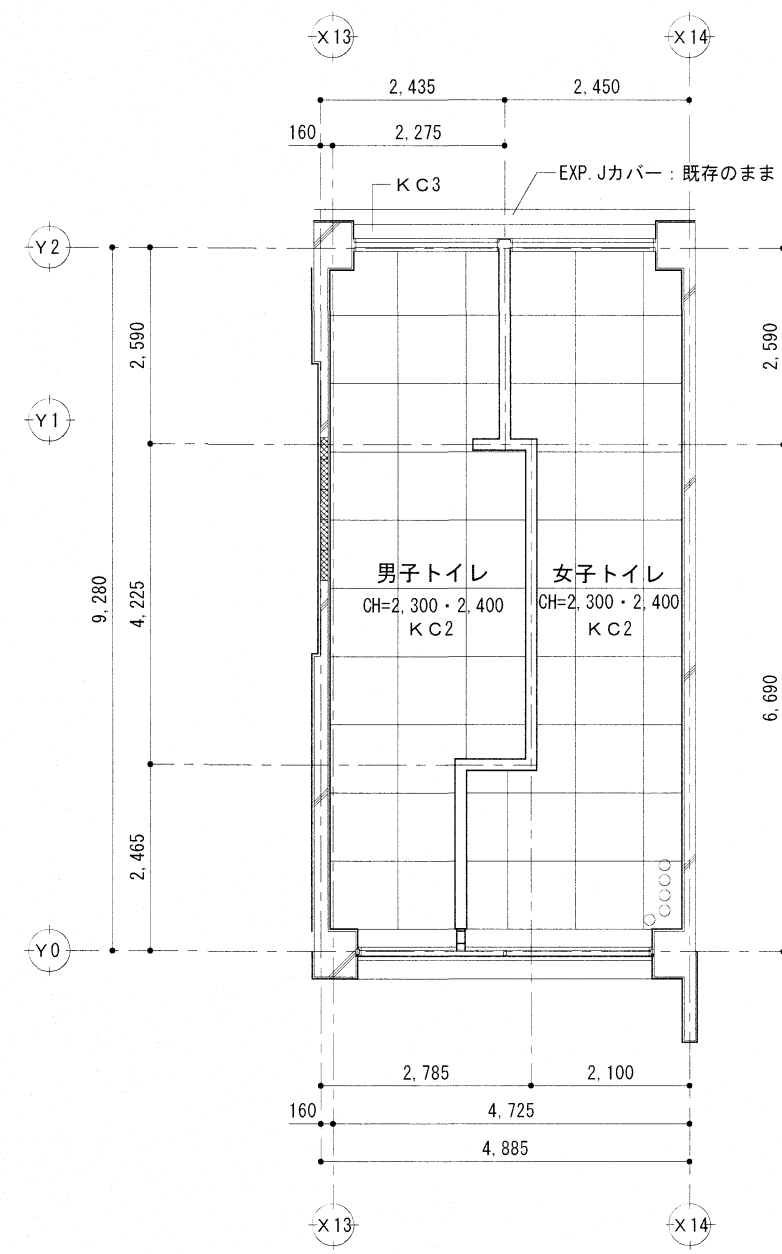 X13
X14
2,435
2,450
160
2,275
EXP.Jカバー：既存のまま
KC3
Y2
2,590
2,590
Y1
9,280
4,225
男子トイレ
CH=2,300・2,400
KC2
女子トイレ
CH=2,300・2,400
KC2
6,690
2,465
Y0
2,785
2,100
160
4,725
4,885
X13
X14